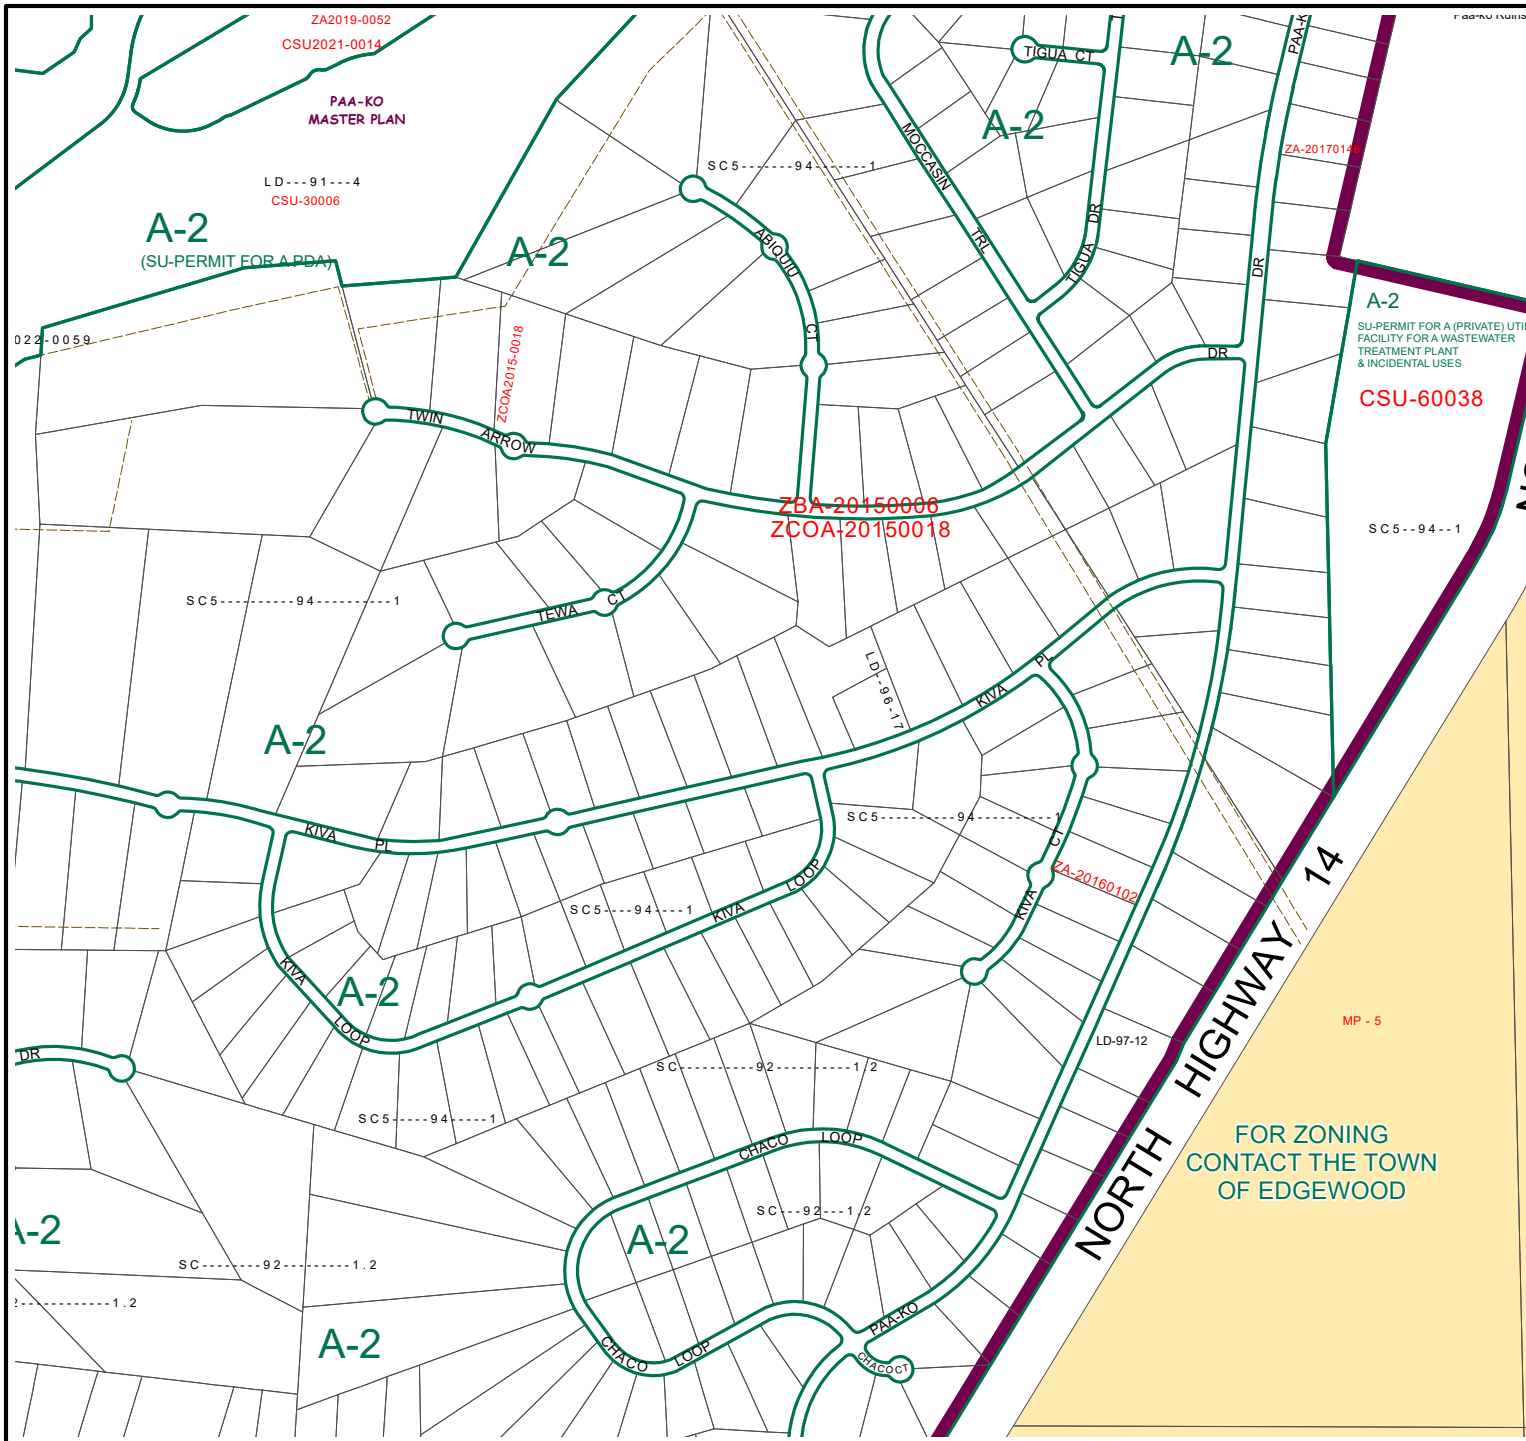 ZA2019-0052
CSU2021-0014
PAA-KO
MASTER PLAN
LD---91---4
CSU-30006
A-2
(SU-PERMIT FOR A PDA)
022-0059
A-2
SC5-------94-------1
ABIQUIU
CT
MOCCASIN
TRL
TIGUA CT
A-2
A-2
TIGUA DR
PAA-K
DR
ZA-2017014
Paa-ko Ruins
A-2
SU-PERMIT FOR A (PRIVATE) UTI
FACILITY FOR A WASTEWATER
TREATMENT PLANT
& INCIDENTAL USES
CSU-60038
SC5--94--1
DR
ZCOA2015-0018
TWIN
ARROW
ZBA-20150006
ZCOA-20150018
SC5---------94---------1
TEWA
CT
LD--96-17
KIVA
PL
A-2
KIVA
PL
SC5---------94---------1
CT
KIVA
ZA-20160102
LOOP
KIVA
SC5----94----1
KIVA
LOOP
A-2
DR
SC5-----94----1
SC--------92--------1.2
LD-97-12
NORTH HIGHWAY 14
MP - 5
FOR ZONING
CONTACT THE TOWN
OF EDGEWOOD
CHACO
LOOP
SC---92---1.2
A-2
A-2
SC-------92--------1.2
-----------1.2
A-2
CHACO
LOOP
PAA-KO
CHACO CT